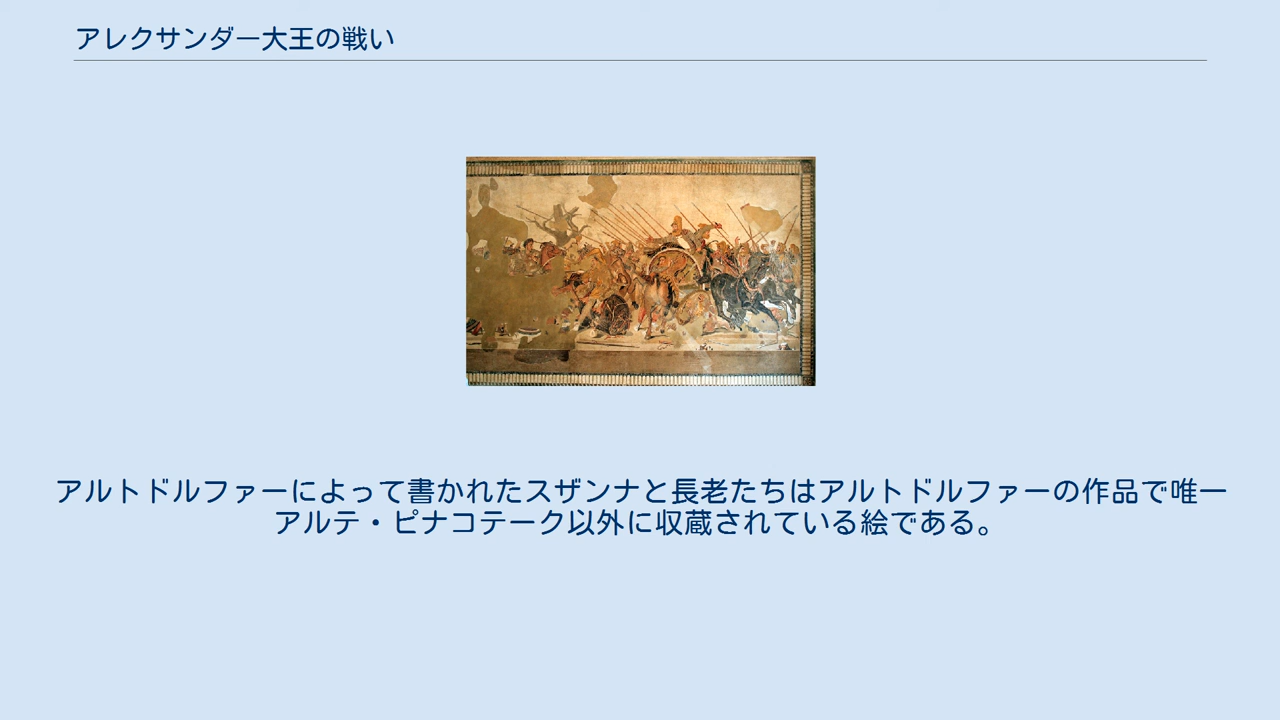 アレクサンダー大王の戦い
アルトドルファーによって書かれたスザンナと長老たちはアルトドルファーの作品で唯一
アルテ・ピナコテーク以外に収蔵されている絵である。